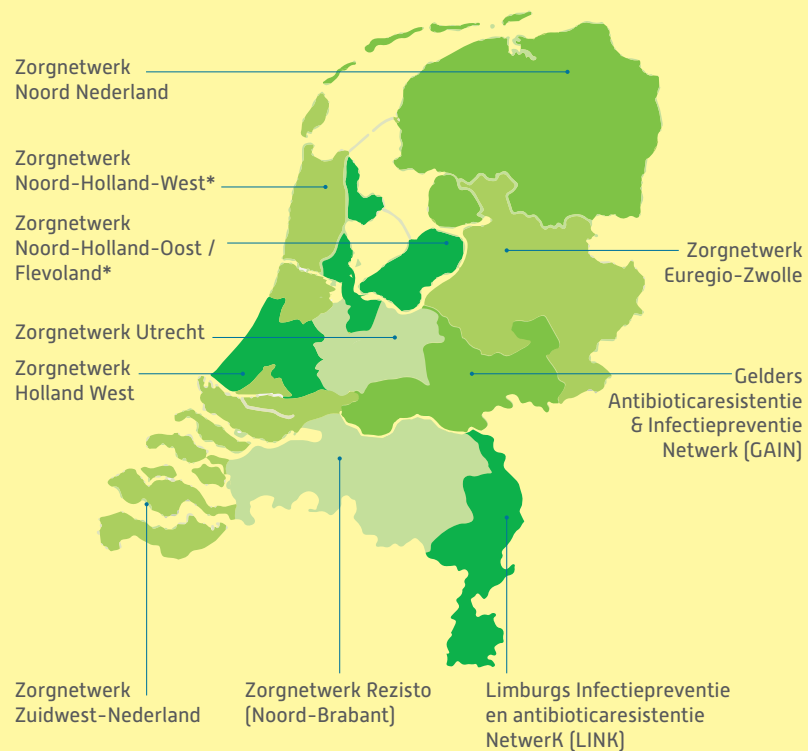 Zorgnetwerk
Noord Nederland
Zorgnetwerk
Noord-Holland-West*
Zorgnetwerk
Noord-Holland-Oost /
Flevoland*
Zorgnetwerk
Euregio-Zwolle
Zorgnetwerk Utrecht
Zorgnetwerk
Holland West
Gelders
Antibioticaresistentie
& Infectiepreventie
Netwerk (GAIN)
Zorgnetwerk
Zuidwest-Nederland
Zorgnetwerk Rezisto
(Noord-Brabant)
Limburgs Infectiepreventie
en antibioticaresistentie
NetwerK (LINK)